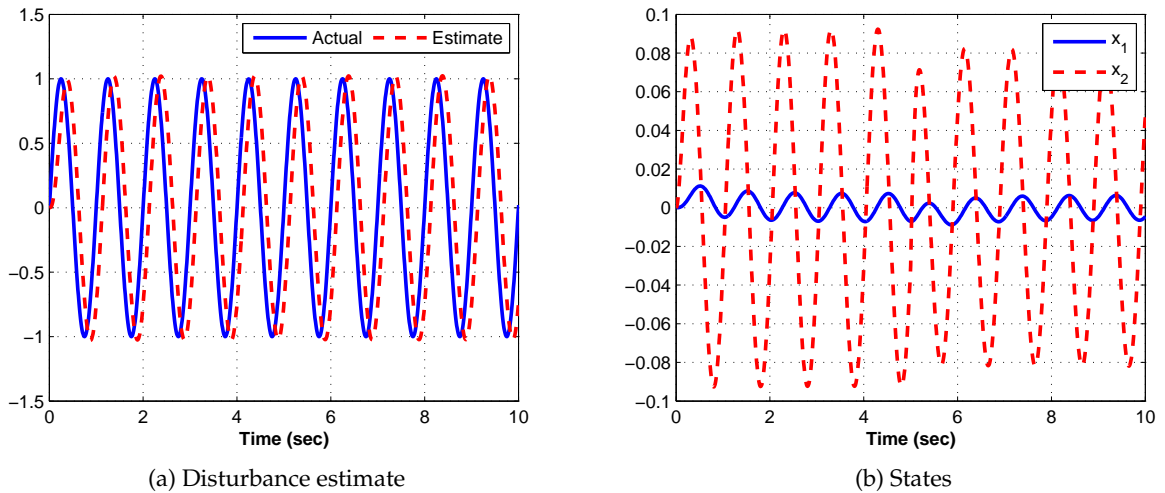 1.5
1
0.5
0
−0.5
−1
−1.5
0 2 4 6 8 10
Time (sec)
Actual
Estimate
(a) Disturbance estimate
0.1
0.08
0.06
0.04
0.02
0
−0.02
−0.04
−0.06
−0.08
−0.1
0 2 4 6 8 10
Time (sec)
x₁
x₂
(b) States